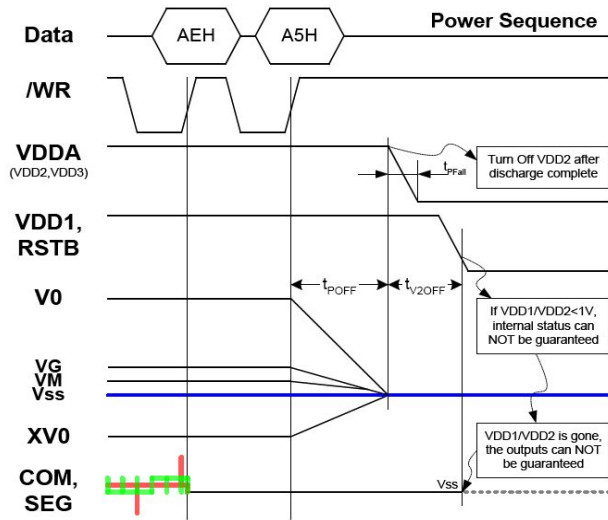 Power Sequence
Data
AEH
A5H
/WR
VDDA
(VDD2,VDD3)
tPFall
Turn Off VDD2 after
discharge complete
VDD1,
RSTB
tPOFF
tV2OFF
V0
If VDD1/VDD2<1V,
internal status can
NOT be guaranteed
VG
VM
Vss
XV0
VDD1/VDD2 is gone,
the outputs can NOT
be guaranteed
COM,
SEG
Vss